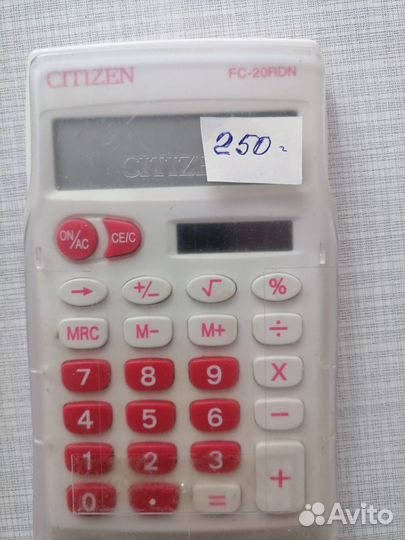 CITIZEN FC-20RDN
250-
CITIZE
ON/AC CE/C
→ +/− √ %
MRC M− M+ ÷
7 8 9 X
4 5 6 −
1 2 3 +
0 . =
Avito